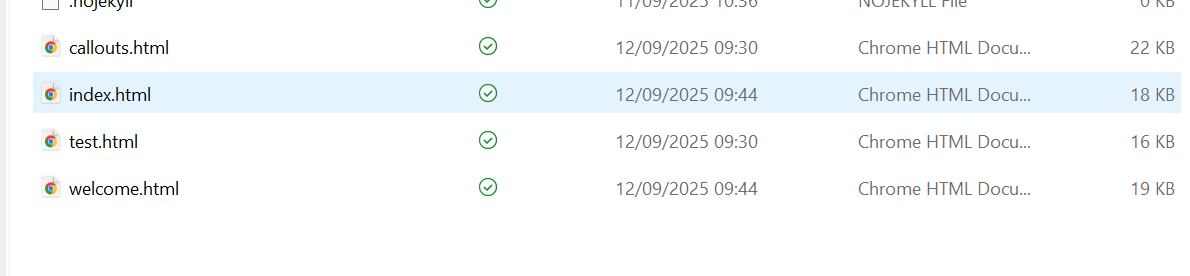 .nojekyll 11/09/2025 10:36 NOJEKYLL File 0 KB
callouts.html 12/09/2025 09:30 Chrome HTML Docu... 22 KB
index.html 12/09/2025 09:44 Chrome HTML Docu... 18 KB
test.html 12/09/2025 09:30 Chrome HTML Docu... 16 KB
welcome.html 12/09/2025 09:44 Chrome HTML Docu... 19 KB